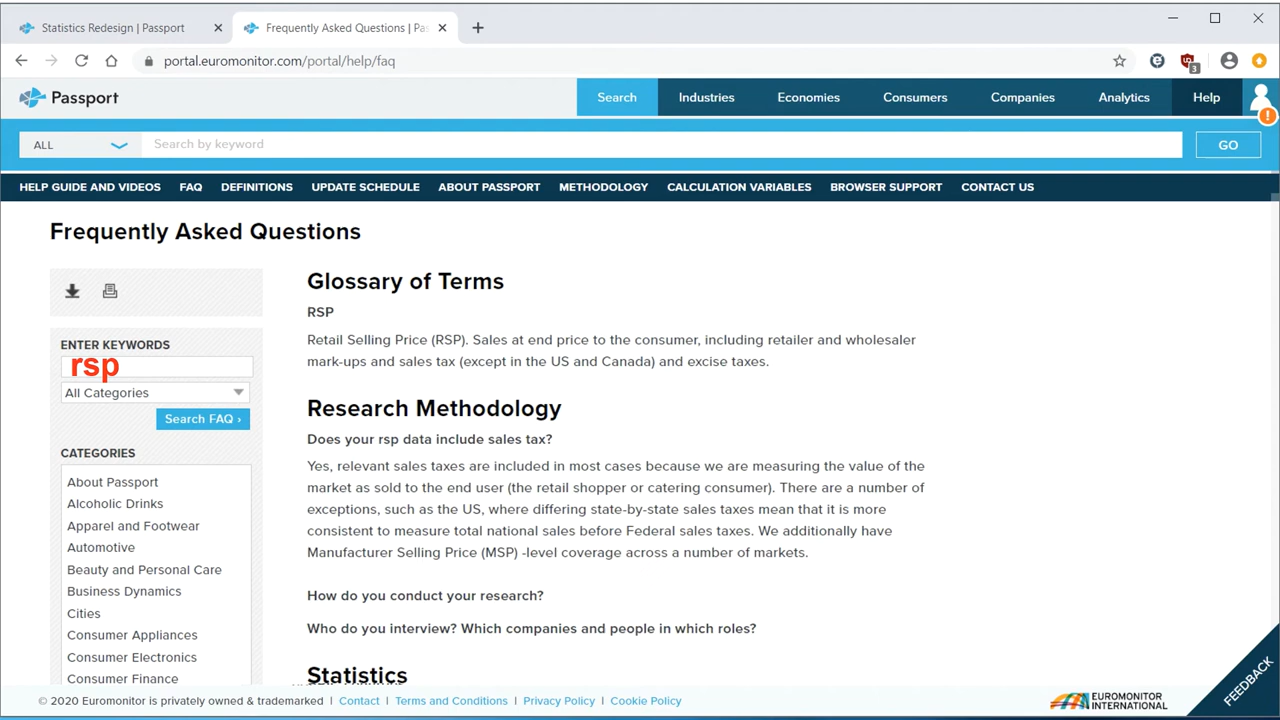 Statistics Redesign | Passport
Frequently Asked Questions | Pas
portal.euromonitor.com/portal/help/faq
3
Passport
Search
Industries
Economies
Consumers
Companies
Analytics
Help
!
ALL
Search by keyword
GO
HELP GUIDE AND VIDEOS
FAQ
DEFINITIONS
UPDATE SCHEDULE
ABOUT PASSPORT
METHODOLOGY
CALCULATION VARIABLES
BROWSER SUPPORT
CONTACT US
Frequently Asked Questions
ENTER KEYWORDS
rsp
All Categories
Search FAQ ›
CATEGORIES
About Passport
Alcoholic Drinks
Apparel and Footwear
Automotive
Beauty and Personal Care
Business Dynamics
Cities
Consumer Appliances
Consumer Electronics
Consumer Finance
Glossary of Terms
RSP
Retail Selling Price (RSP). Sales at end price to the consumer, including retailer and wholesaler
mark-ups and sales tax (except in the US and Canada) and excise taxes.
Research Methodology
Does your rsp data include sales tax?
Yes, relevant sales taxes are included in most cases because we are measuring the value of the
market as sold to the end user (the retail shopper or catering consumer). There are a number of
exceptions, such as the US, where differing state-by-state sales taxes mean that it is more
consistent to measure total national sales before Federal sales taxes. We additionally have
Manufacturer Selling Price (MSP) -level coverage across a number of markets.
How do you conduct your research?
Who do you interview? Which companies and people in which roles?
Statistics
FEEDBACK
© 2020 Euromonitor is privately owned & trademarked
Contact
Terms and Conditions
Privacy Policy
Cookie Policy
EUROMONITOR
INTERNATIONAL